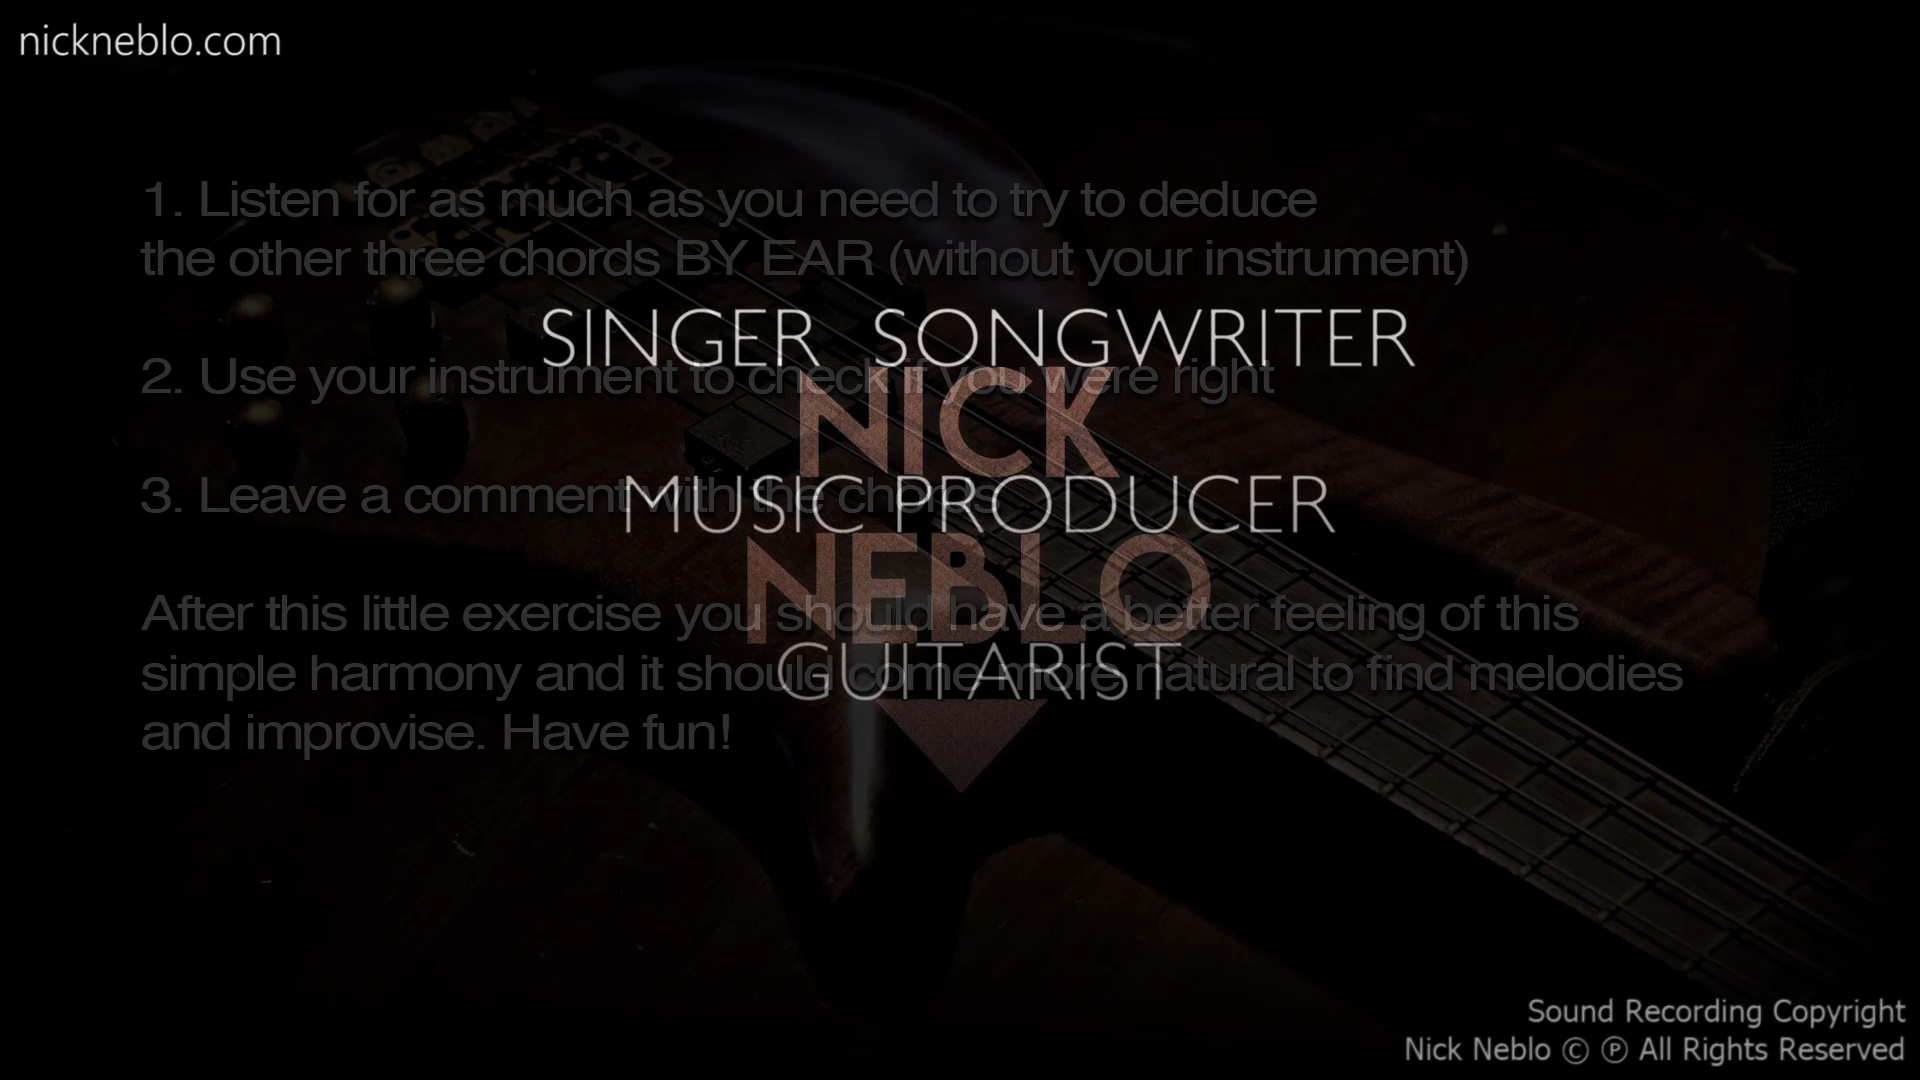 nickneblo.com
1. Listen for as much as you need to try to deduce
the other three chords BY EAR (without your instrument)
SINGER SONGWRITER
2. Use your instrument to check if you were right
NICK
3. Leave a comment with the chords
MUSIC PRODUCER
NEBLO
After this little exercise you should have a better feeling of this
simple harmony and it should come more natural to find melodies
GUITARIST
and improvise. Have fun!
Sound Recording Copyright
Nick Neblo © ℗ All Rights Reserved